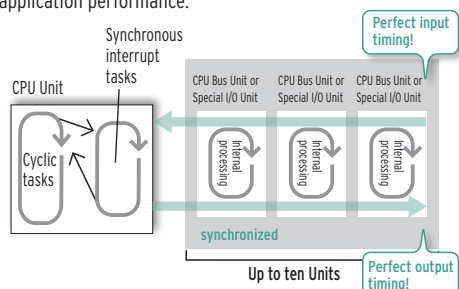 application performance.
Perfect input
timing!
Synchronous
interrupt
tasks
CPU Unit
CPU Bus Unit or
Special I/O Unit
CPU Bus Unit or
Special I/O Unit
CPU Bus Unit or
Special I/O Unit
Cyclic
tasks
Internal
processing
Internal
processing
Internal
processing
synchronized
Up to ten Units
Perfect output
timing!